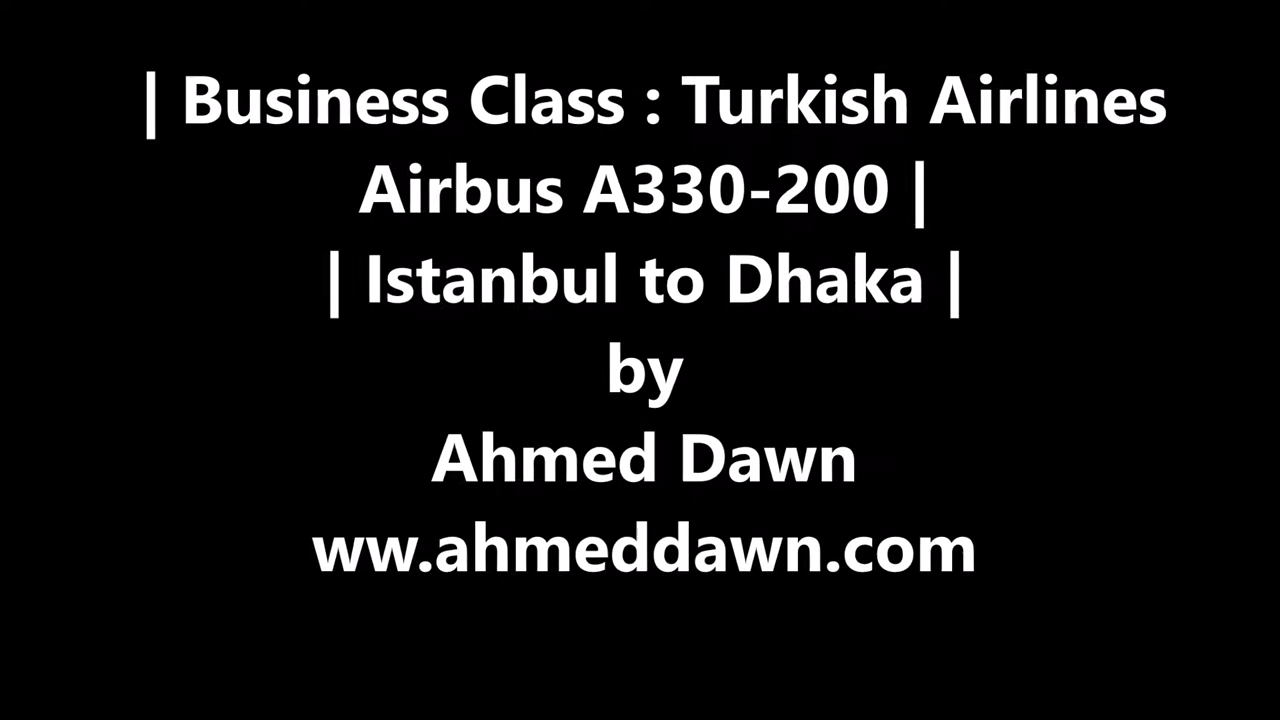 | Business Class : Turkish Airlines
Airbus A330-200 |
| Istanbul to Dhaka |
by
Ahmed Dawn
ww.ahmeddawn.com